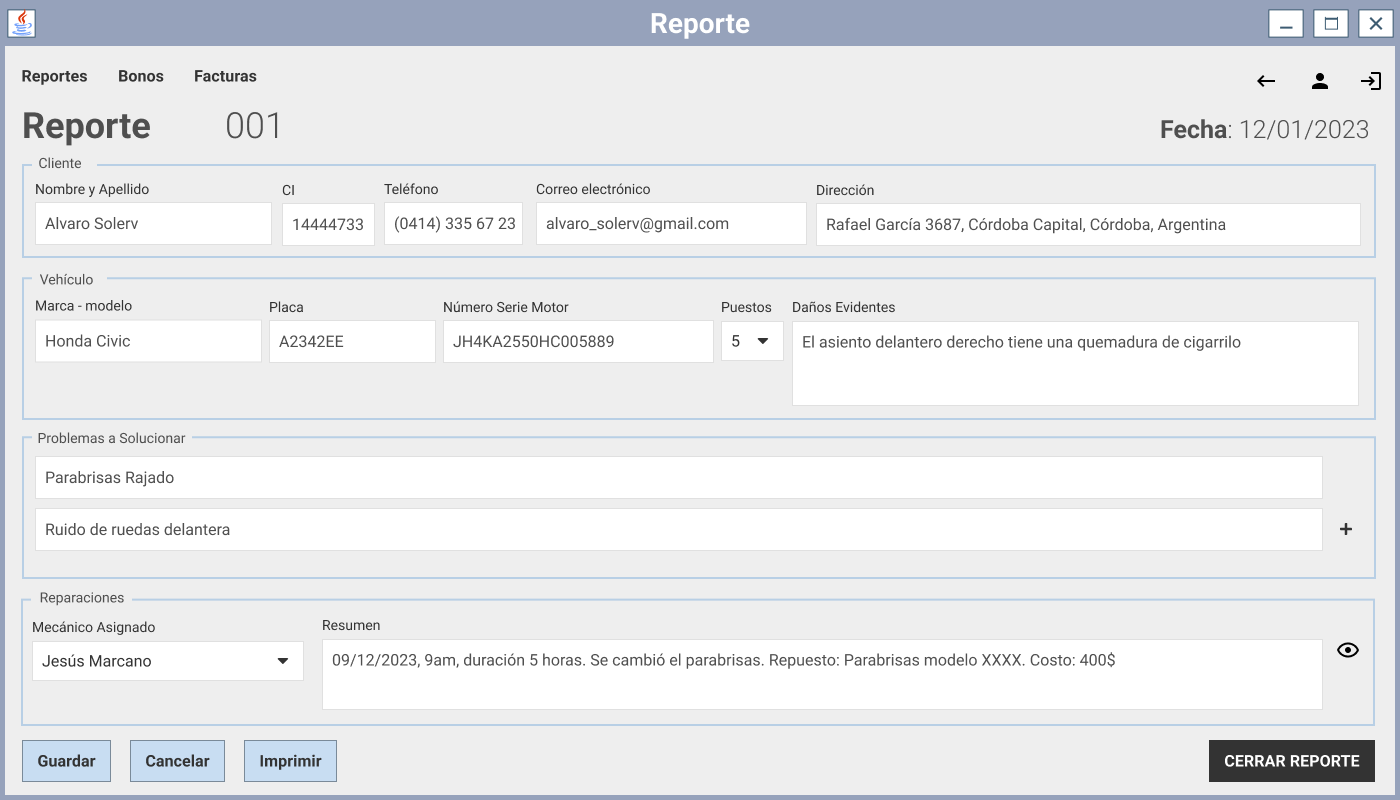 Reporte
Reportes Bonos Facturas
Reporte 001
Fecha: 12/01/2023
Cliente
Nombre y Apellido CI Teléfono Correo electrónico Dirección
Alvaro Solerv 14444733 (0414) 335 67 23 alvaro_solerv@gmail.com Rafael García 3687, Córdoba Capital, Córdoba, Argentina
Vehículo
Marca - modelo Placa Número Serie Motor Puestos Daños Evidentes
Honda Civic A2342EE JH4KA2550HC005889 5 El asiento delantero derecho tiene una quemadura de cigarrilo
Problemas a Solucionar
Parabrisas Rajado
Ruido de ruedas delantera
+
Reparaciones
Mecánico Asignado Resumen
Jesús Marcano 09/12/2023, 9am, duración 5 horas. Se cambió el parabrisas. Repuesto: Parabrisas modelo XXXX. Costo: 400$
Guardar Cancelar Imprimir CERRAR REPORTE